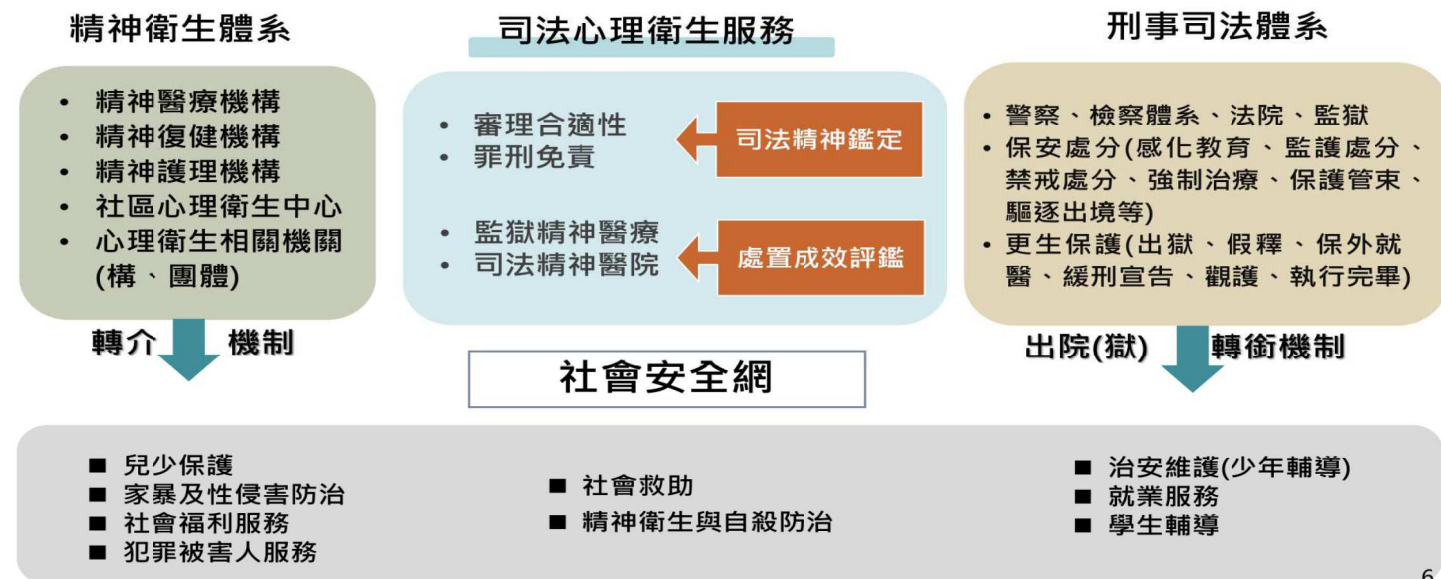 精神衛生體系
• 精神醫療機構
• 精神復健機構
• 精神護理機構
• 社區心理衛生中心
• 心理衛生相關機關
(構、團體)
轉介 機制
司法心理衛生服務
• 審理合適性
• 罪刑免責
司法精神鑑定
• 監獄精神醫療
• 司法精神醫院
處置成效評鑑
刑事司法體系
• 警察、檢察體系、法院、監獄
• 保安處分(感化教育、監護處分、
禁戒處分、強制治療、保護管束、
驅逐出境等)
• 更生保護(出獄、假釋、保外就
醫、緩刑宣告、觀護、執行完畢)
出院(獄) 轉銜機制
社會安全網
■ 兒少保護
■ 家暴及性侵害防治
■ 社會福利服務
■ 犯罪被害人服務
■ 社會救助
■ 精神衛生與自殺防治
■ 治安維護(少年輔導)
■ 就業服務
■ 學生輔導
6